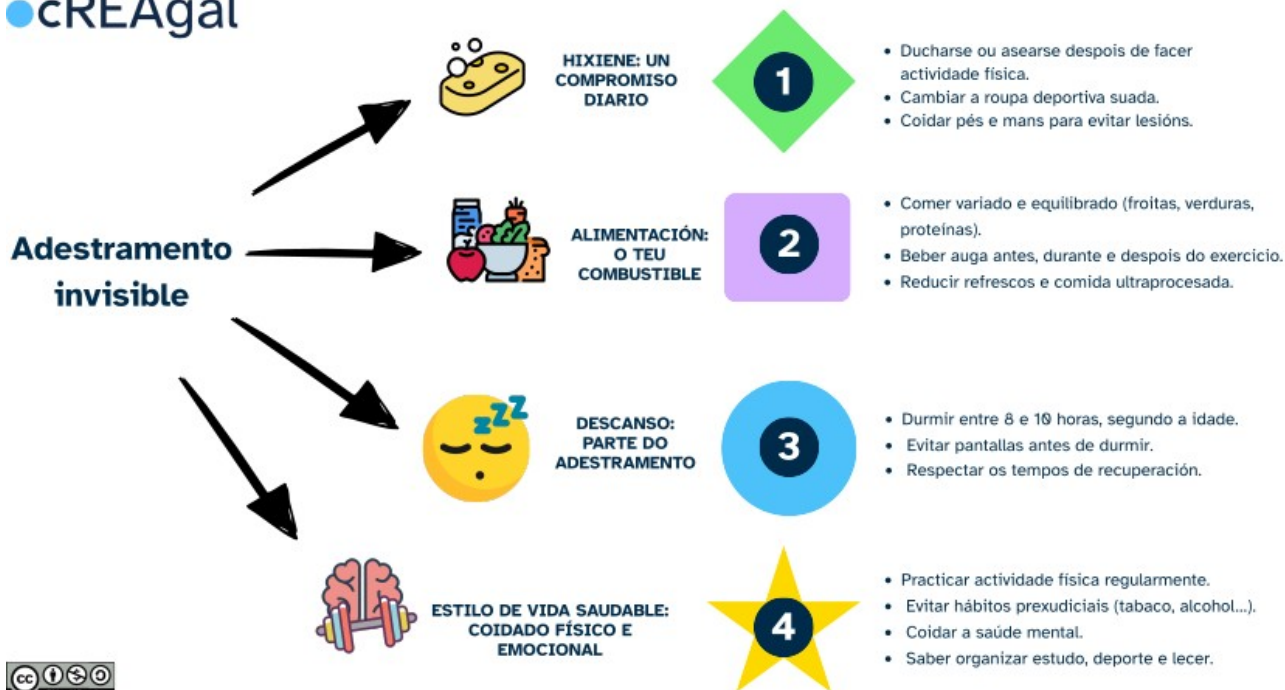 cREAgal
HIXIENE: UN
COMPROMISO
DIARIO
1
• Ducharse ou asearse despois de facer
actividade física.
• Cambiar a roupa deportiva suada.
• Coidar pés e mans para evitar lesións.
Adestramento
invisible
ALIMENTACIÓN:
O TEU
COMBUSTIBLE
2
• Comer variado e equilibrado (froitas, verduras,
proteínas).
• Beber auga antes, durante e despois do exercicio.
• Reducir refrescos e comida ultraprocesada.
zzz
DESCANSO:
PARTE DO
ADESTRAMENTO
3
• Durmir entre 8 e 10 horas, segundo a idade.
• Evitar pantallas antes de durmir.
• Respectar os tempos de recuperación.
ESTILO DE VIDA SAUDABLE:
COIDADO FÍSICO E
EMOCIONAL
4
• Practicar actividade física regularmente.
• Evitar hábitos prexudiciais (tabaco, alcohol...).
• Coidar a saúde mental.
• Saber organizar estudo, deporte e lecer.
cc